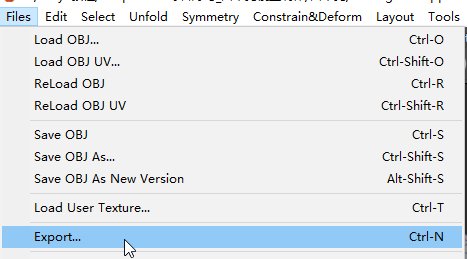 Files Edit Select Unfold Symmetry Constrain&Deform Layout Tools
Load OBJ... Ctrl-O
Load OBJ UV... Ctrl-Shift-O
ReLoad OBJ Ctrl-R
ReLoad OBJ UV Ctrl-Shift-R
Save OBJ Ctrl-S
Save OBJ As... Ctrl-Shift-S
Save OBJ As New Version Alt-Shift-S
Load User Texture... Ctrl-T
Export... Ctrl-N